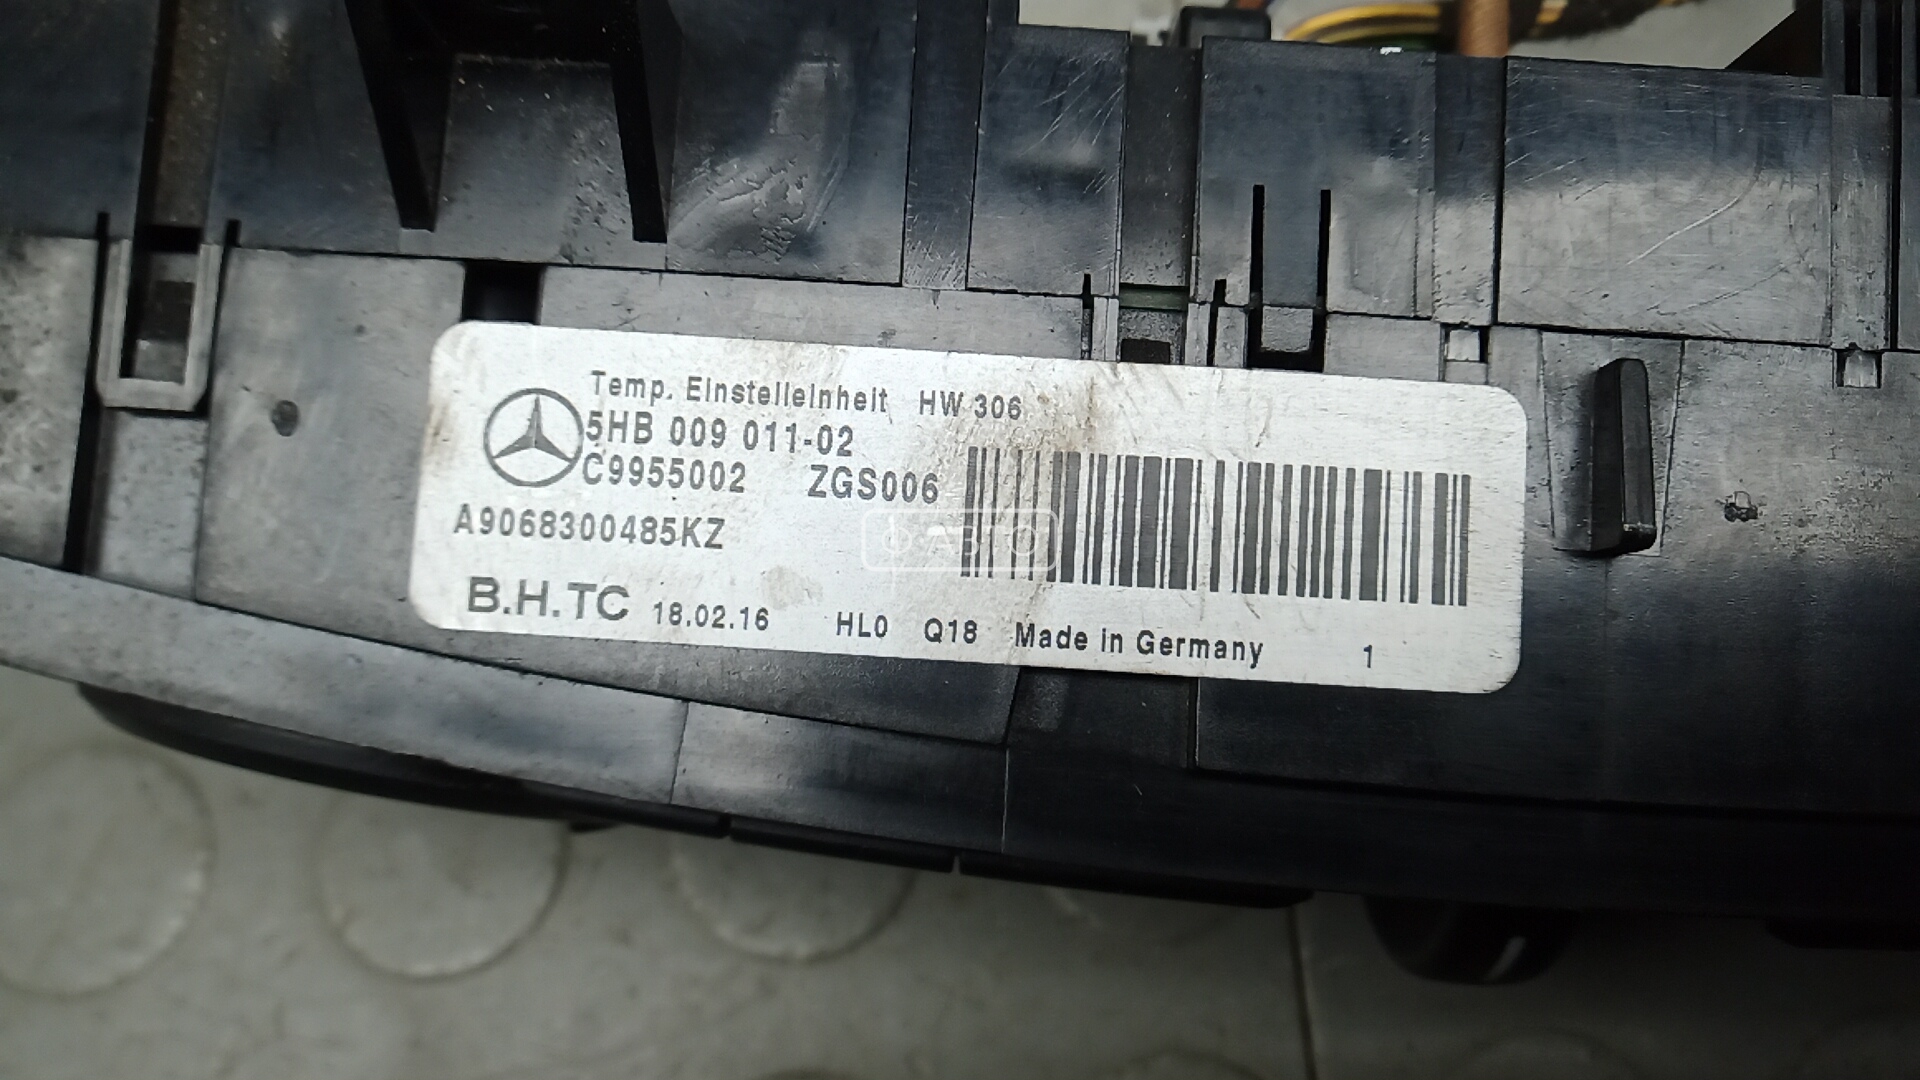 Temp. Einstelleinheit HW 306
5HB 009 011-02
C9955002 ZGS006
A9068300485KZ
B.H.TC 18.02.16 HL0 Q18 Made in Germany 1